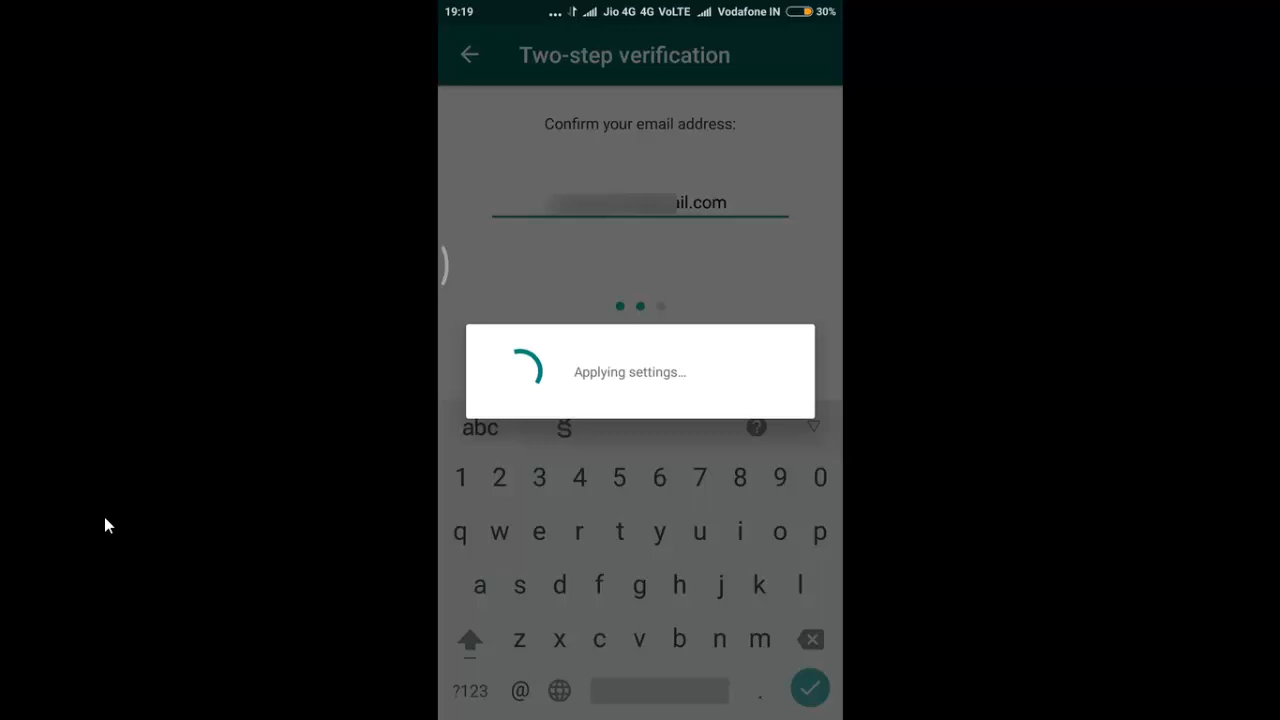 19:19 ... Jio 4G 4G VoLTE Vodafone IN 30%
Two-step verification
Confirm your email address:
ail.com
Applying settings...
abc
1 2 3 4 5 6 7 8 9 0
q w e r t y u i o p
a s d f g h j k l
z x c v b n m
?123 @ .